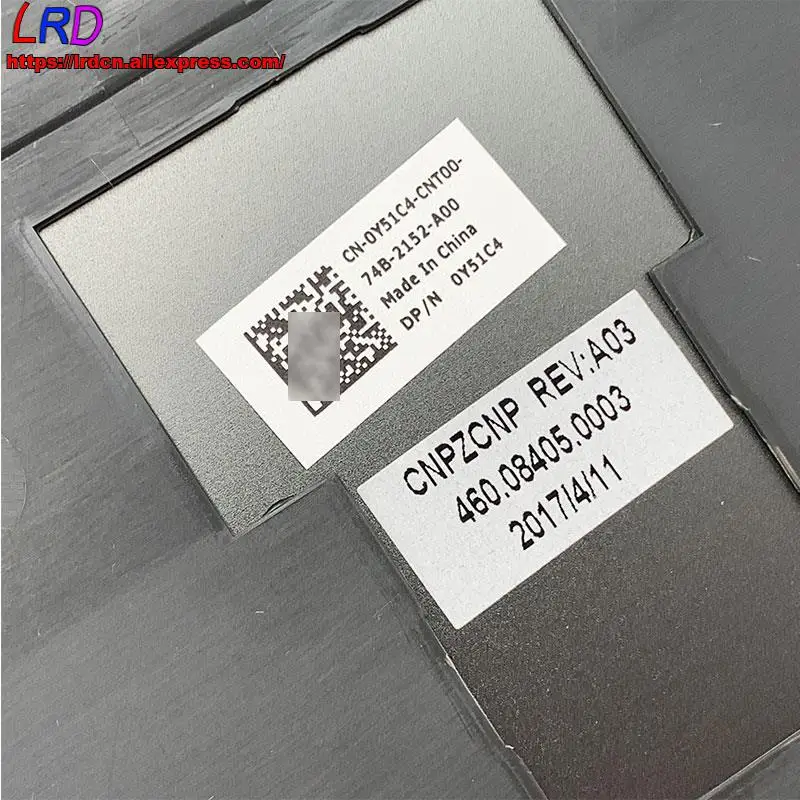 LRD
https://lrdcn.aliexpress.com/
CN-0Y51C4-CNT00-
74B-2152-A00
Made In China
DP/N 0Y51C4
CNPZCNP REV:A03
460.08405.0003
2017/4/11